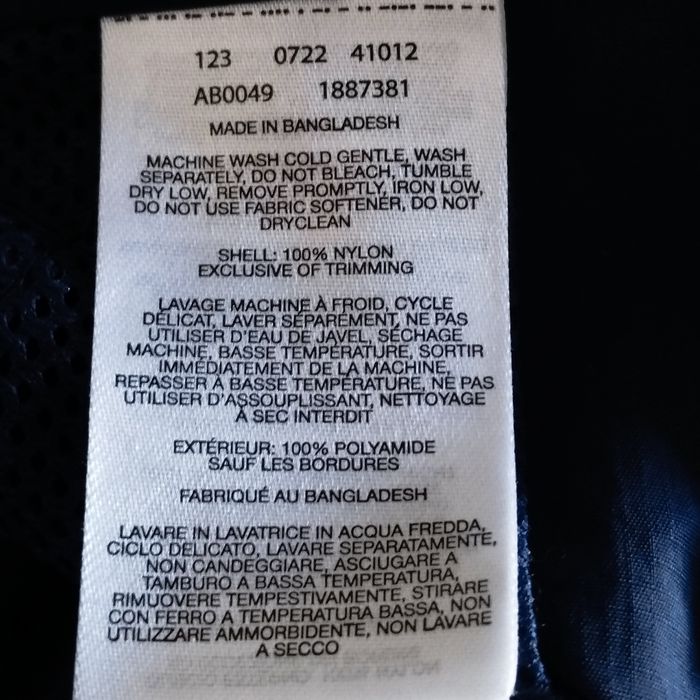 123 0722 41012
AB0049 1887381
MADE IN BANGLADESH
MACHINE WASH COLD GENTLE, WASH
SEPARATELY, DO NOT BLEACH, TUMBLE
DRY LOW, REMOVE PROMPTLY, IRON LOW,
DO NOT USE FABRIC SOFTENER, DO NOT
DRYCLEAN
SHELL: 100% NYLON
EXCLUSIVE OF TRIMMING
LAVAGE MACHINE À FROID, CYCLE
DÉLICAT, LAVER SÉPARÉMENT, NE PAS
UTILISER D'EAU DE JAVEL, SÉCHAGE
MACHINE, BASSE TEMPÉRATURE, SORTIR
IMMÉDIATEMENT DE LA MACHINE,
REPASSER À BASSE TEMPÉRATURE, NE PAS
UTILISER D'ASSOUPLISSANT, NETTOYAGE
À SEC INTERDIT
EXTÉRIEUR: 100% POLYAMIDE
SAUF LES BORDURES
FABRIQUÉ AU BANGLADESH
LAVARE IN LAVATRICE IN ACQUA FREDDA,
CICLO DELICATO, LAVARE SEPARATAMENTE,
NON CANDEGGIARE, ASCIUGARE A
TAMBURO A BASSA TEMPERATURA,
RIMUOVERE TEMPESTIVAMENTE, STIRARE
CON FERRO A TEMPERATURA BASSA, NON
UTILIZZARE AMMORBIDENTE, NON LAVARE
A SECCO